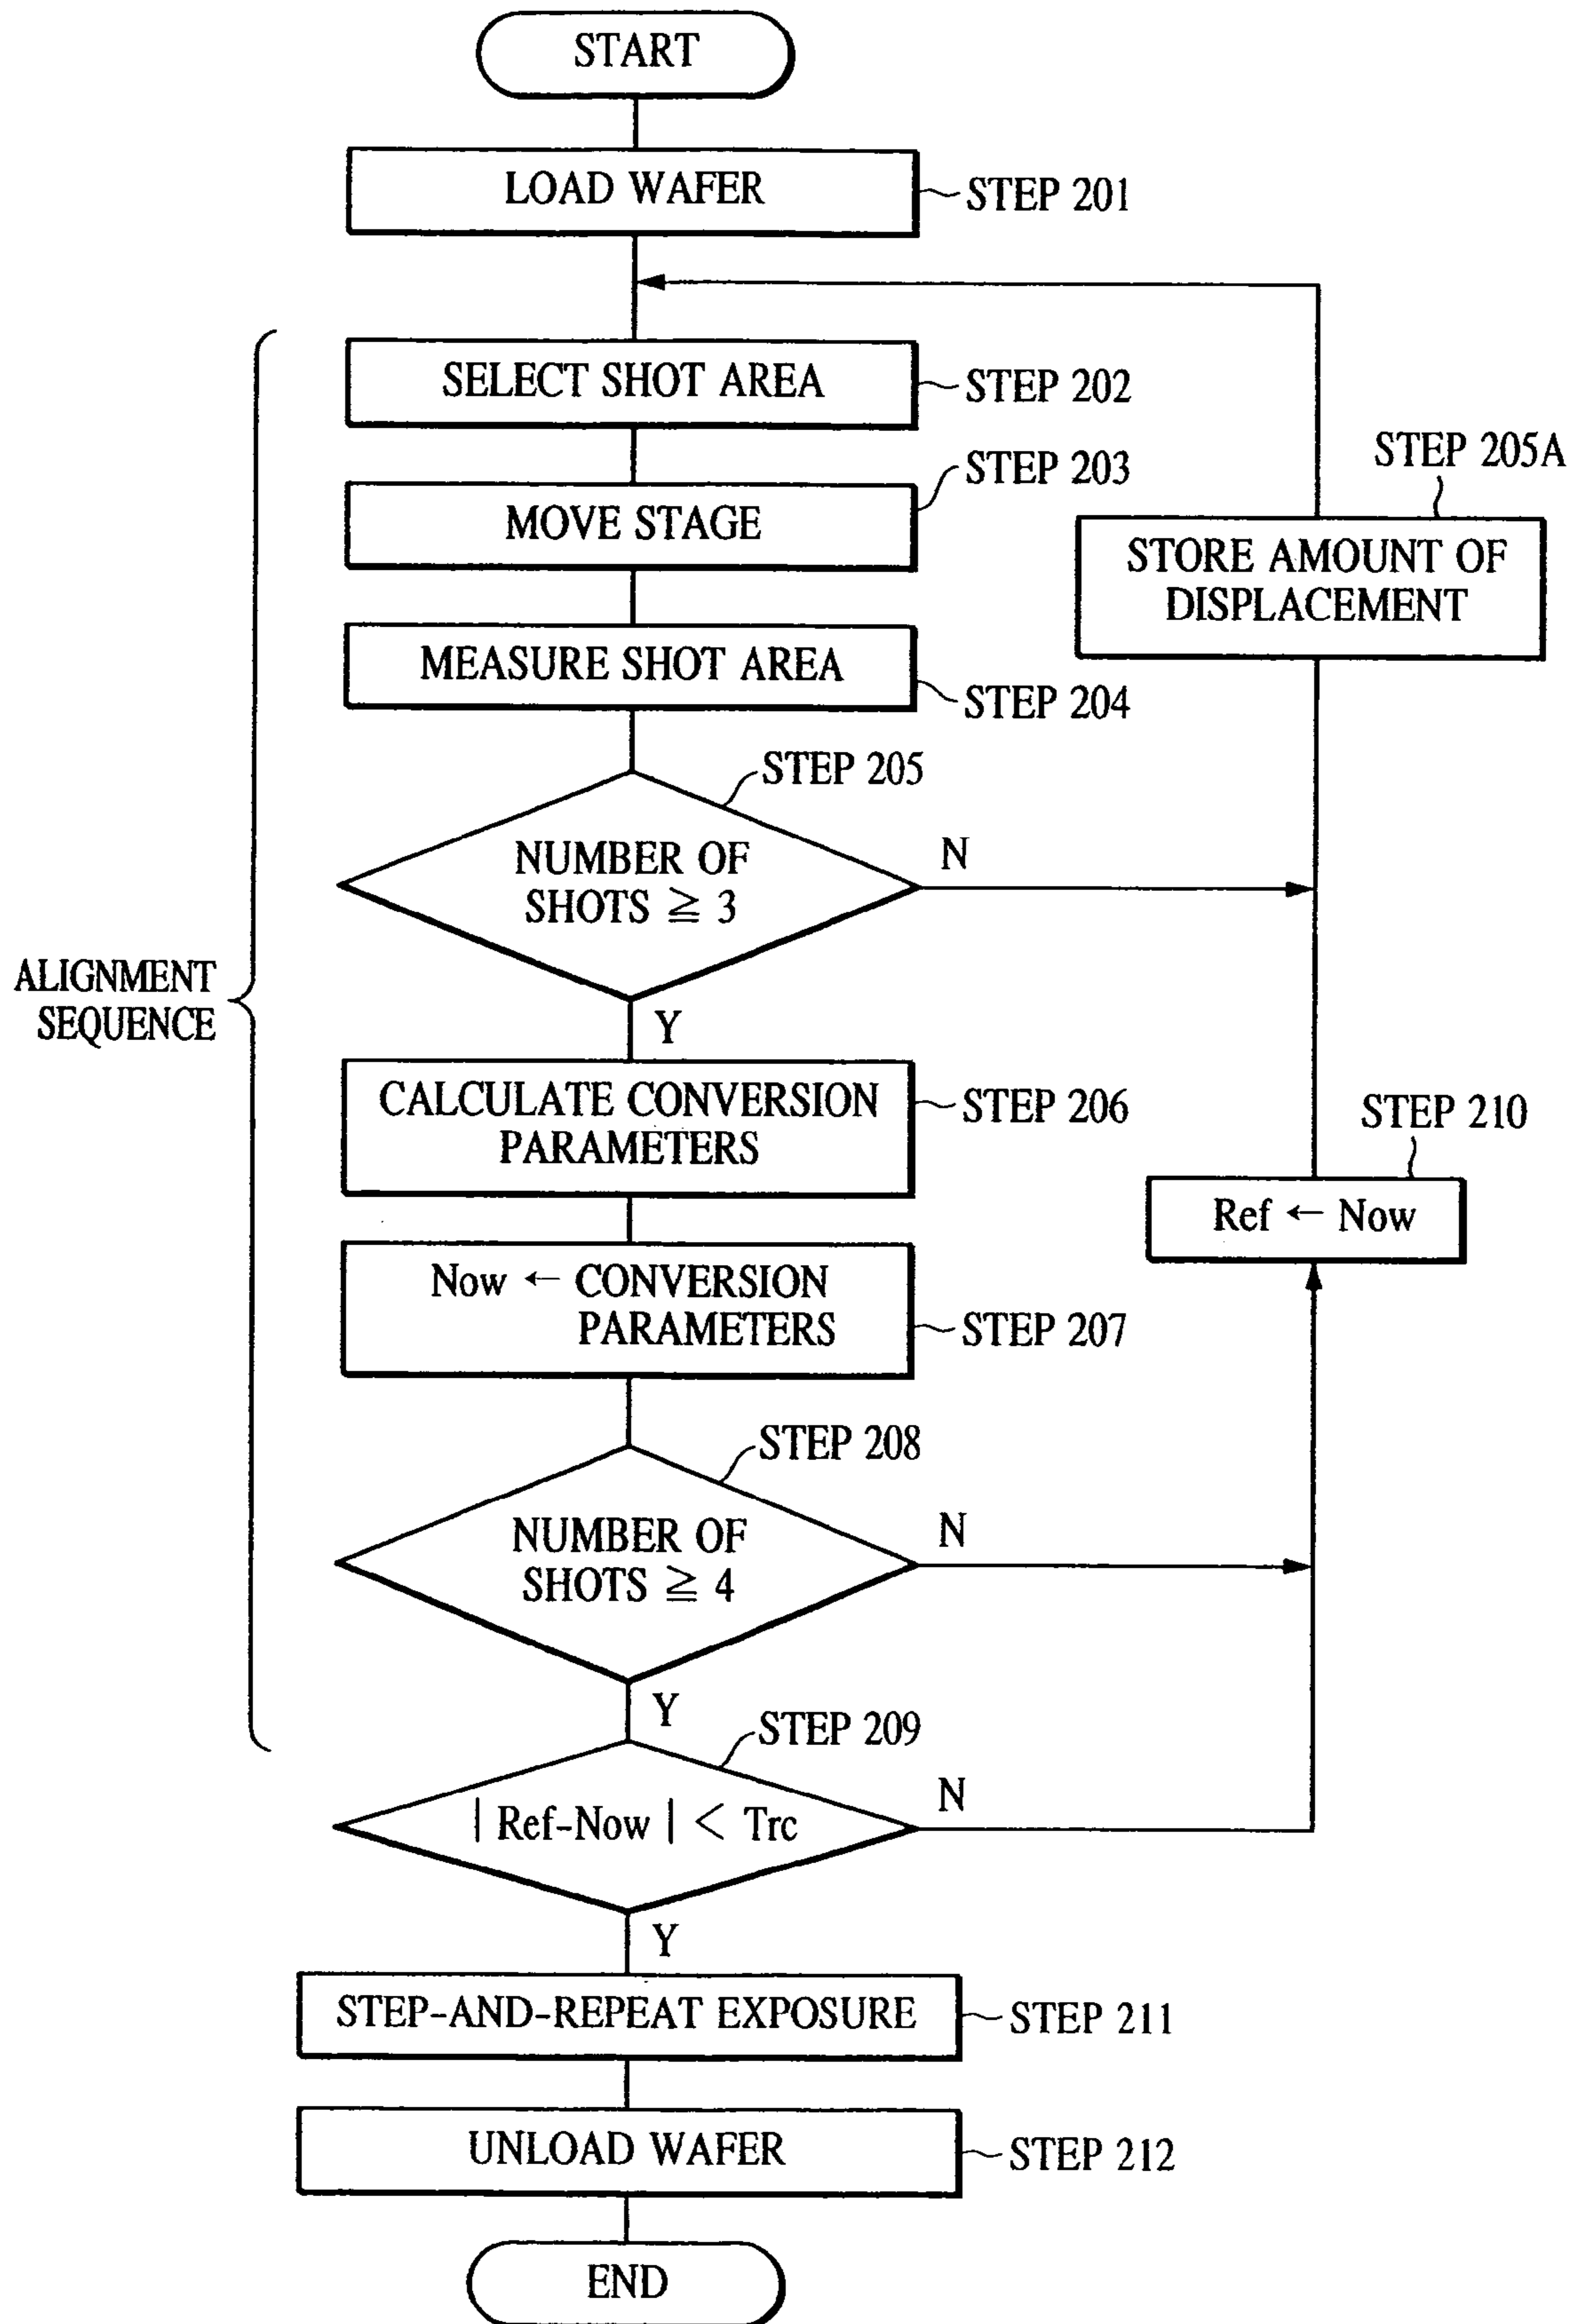 START
LOAD WAFER
STEP 201
SELECT SHOT AREA
STEP 202
STEP 203
MOVE STAGE
STEP 205A
STORE AMOUNT OF
DISPLACEMENT
MEASURE SHOT AREA
STEP 204
STEP 205
NUMBER OF
SHOTS ≧ 3
N
Y
ALIGNMENT
SEQUENCE
CALCULATE CONVERSION
PARAMETERS
STEP 206
STEP 210
Ref ← Now
Now ← CONVERSION
PARAMETERS
STEP 207
STEP 208
NUMBER OF
SHOTS ≧ 4
N
Y
STEP 209
| Ref-Now | < Trc
N
Y
STEP-AND-REPEAT EXPOSURE
STEP 211
UNLOAD WAFER
STEP 212
END